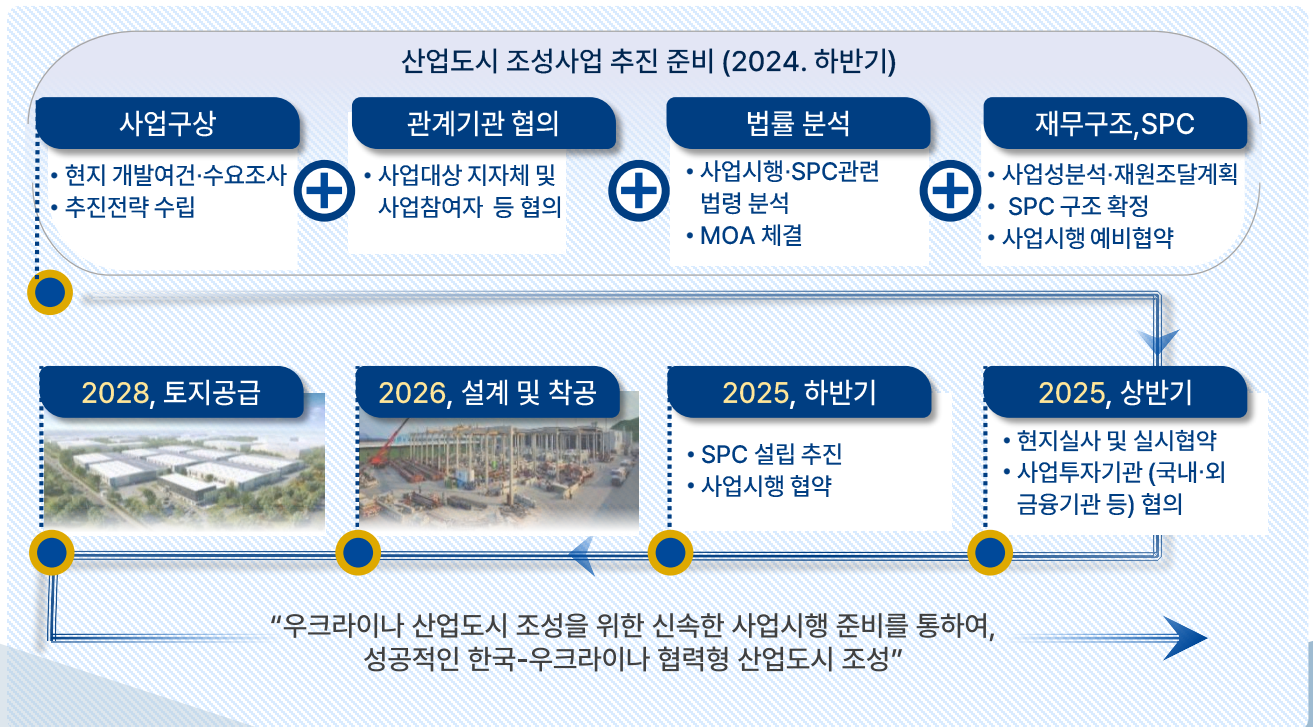 산업도시 조성사업 추진 준비 (2024. 하반기)
사업구상
• 현지 개발여건·수요조사
• 추진전략 수립
관계기관 협의
• 사업대상 지자체 및
사업참여자 등 협의
법률 분석
• 사업시행·SPC관련
법령 분석
• MOA 체결
재무구조,SPC
• 사업성분석·재원조달계획
• SPC 구조 확정
• 사업시행 예비협약
2025, 상반기
• 현지실사 및 실시협약
• 사업투자기관 (국내·외
금융기관 등) 협의
2025, 하반기
• SPC 설립 추진
• 사업시행 협약
2026, 설계 및 착공
2028, 토지공급
“우크라이나 산업도시 조성을 위한 신속한 사업시행 준비를 통하여,
성공적인 한국-우크라이나 협력형 산업도시 조성”